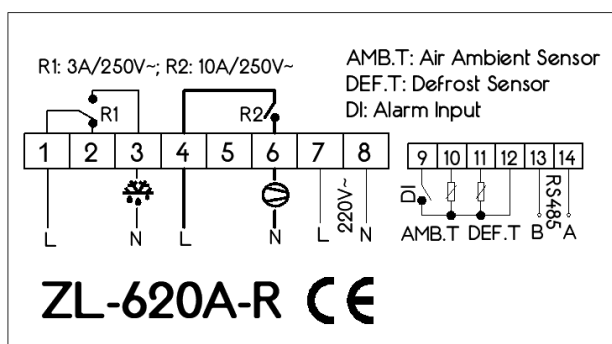 R1: 3A/250V~; R2: 10A/250V~
AMB.T: Air Ambient Sensor
DEF.T: Defrost Sensor
DI: Alarm Input
R1
R2
1 2 3 4 5 6 7 8
9 10 11 12 13 14
DI
RS485
L N L N L 220V~ N
AMB.T DEF.T B A
ZL-620A-R CE